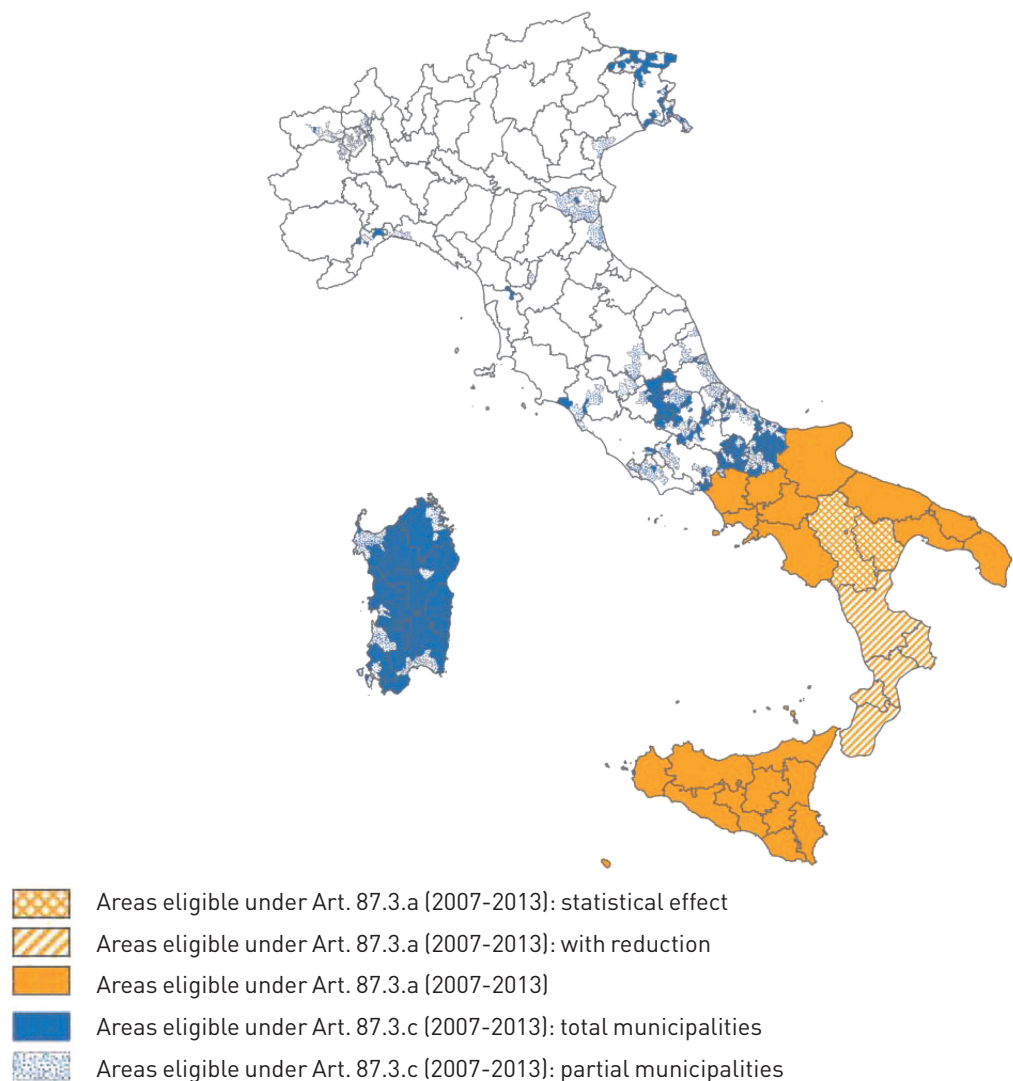 Areas eligible under Art. 87.3.a (2007-2013): statistical effect
Areas eligible under Art. 87.3.a (2007-2013): with reduction
Areas eligible under Art. 87.3.a (2007-2013)
Areas eligible under Art. 87.3.c (2007-2013): total municipalities
Areas eligible under Art. 87.3.c (2007-2013): partial municipalities